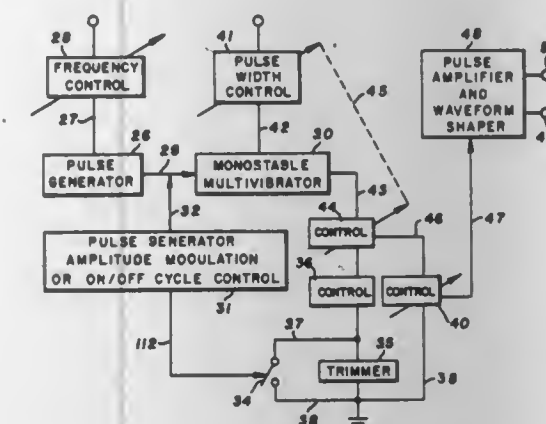 28
FREQUENCY
CONTROL
27
41
PULSE
WIDTH
CONTROL
42
45
48
PULSE
AMPLIFIER
AND
WAVEFORM
SHAPER
26
PULSE
GENERATOR
29
30
MONOSTABLE
MULTIVIBRATOR
43
32
44
CONTROL
46
47
PULSE GENERATOR
AMPLITUDE MODULATION
OR ON/OFF CYCLE CONTROL
31
36
CONTROL
CONTROL
40
112
37
35
TRIMMER
34
38
38